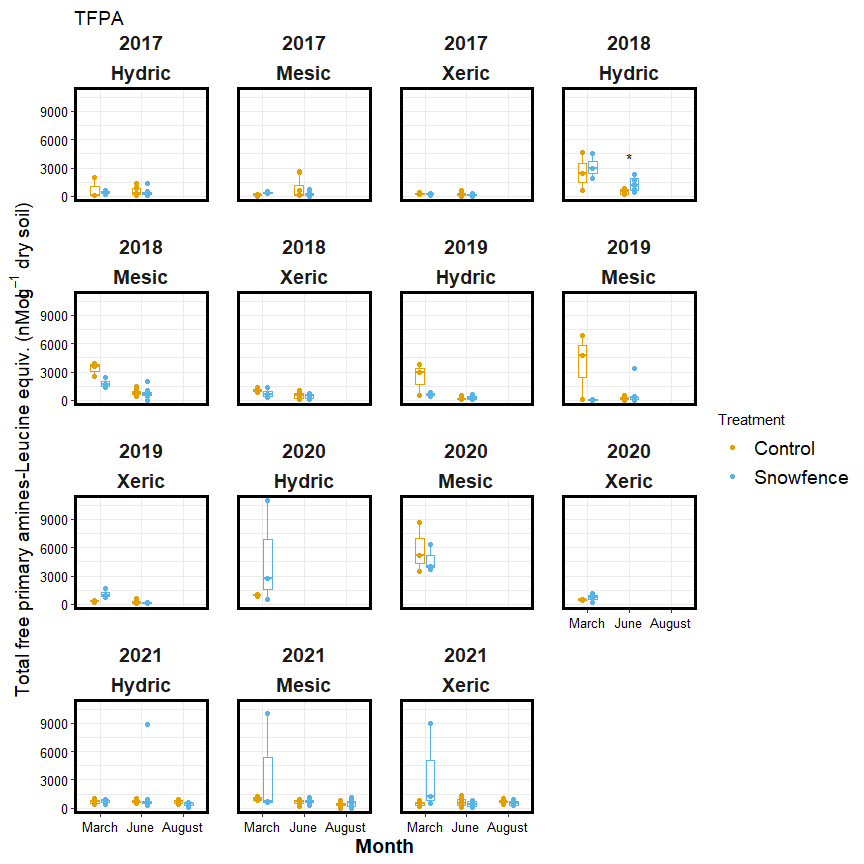 TFPA
2017 2017 2017 2018
Hydric Mesic Xeric Hydric
9000
6000
*
3000
0
2018 2018 2019 2019
Mesic Xeric Hydric Mesic
9000
6000
3000
0
2019 2020 2020 2020
Xeric Hydric Mesic Xeric
9000
6000
3000
0
March June August
2021 2021 2021
Hydric Mesic Xeric
9000
6000
3000
0
March June August March June August March June August
Month
Total free primary amines-Leucine equiv. (nMolg⁻¹ dry soil)
Treatment
Control
Snowfence